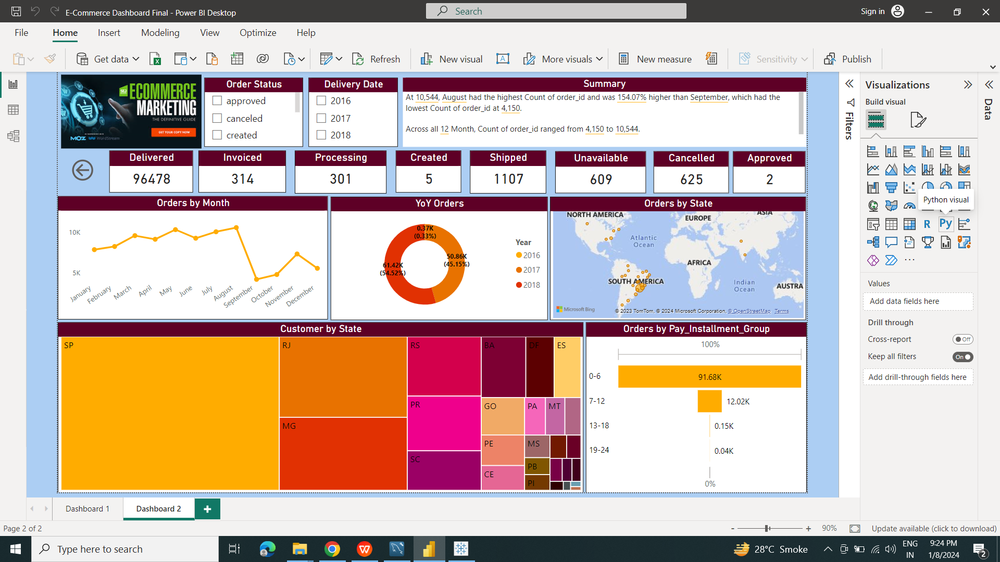 E-Commerce Dashboard Final - Power BI Desktop
Search
Sign in
File
Home
Insert
Modeling
View
Optimize
Help
Get data
Refresh
New visual
More visuals
New measure
Sensitivity
Publish
SEJ
ECOMMERCE
MARKETING
THE DEFINITIVE GUIDE
GET YOUR COPY NOW
MOZ WordStream
Order Status
approved
canceled
created
Delivery Date
2016
2017
2018
Summary
At 10,544, August had the highest Count of order_id and was 154.07% higher than September, which had the
lowest Count of order_id at 4,150.
Across all 12 Month, Count of order_id ranged from 4,150 to 10,544.
Delivered
96478
Invoiced
314
Processing
301
Created
5
Shipped
1107
Unavailable
609
Cancelled
625
Approved
2
Orders by Month
10K
5K
January
February
March
April
May
June
July
August
September
October
November
December
YoY Orders
0.37K
(0.33%)
50.86K
(45.15%)
61.42K
(54.52%)
Year
2016
2017
2018
Orders by State
NORTH AMERICA
EUROPE
ASIA
Atlantic
Ocean
AFRICA
SOUTH AMERICA
Indian
Ocean
AUSTRA
Microsoft Bing
© 2023 TomTom, © 2024 Microsoft Corporation, © OpenStreetMap Terms
Customer by State
SP
RJ
MG
RS
PR
SC
BA
DF
ES
GO
PA
MT
PE
MS
CE
PB
PI
Orders by Pay_Installment_Group
100%
0-6
91.68K
7-12
12.02K
13-18
0.15K
19-24
0.04K
0%
Filters
Visualizations
Build visual
Python visual
R
Py
Values
Add data fields here
Drill through
Cross-report
Off
Keep all filters
On
Add drill-through fields here
Data
Dashboard 1
Dashboard 2
+
Page 2 of 2
- + 90%
Update available (click to download)
Type here to search
28°C Smoke
ENG
IN
9:24 PM
1/8/2024
2